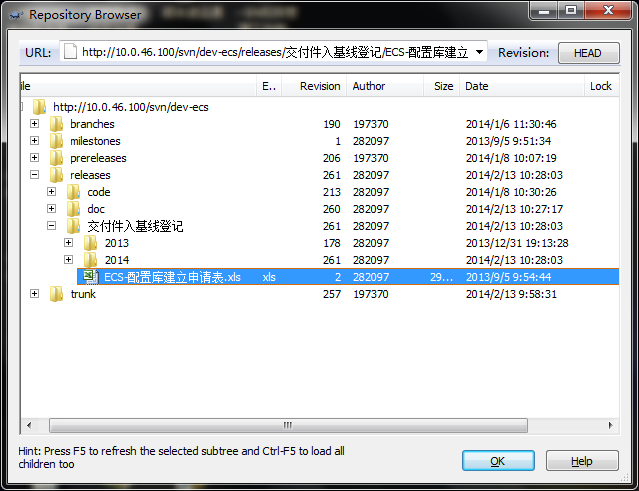 Repository Browser
URL: http://10.0.46.100/svn/dev-ecs/releases/交付件入基线登记/ECS-配置库建立 Revision: HEAD
ile E.. Revision Author Size Date Lock
http://10.0.46.100/svn/dev-ecs
branches 190 197370 2014/1/6 11:30:46
milestones 1 282097 2013/9/5 9:51:34
prereleases 206 197370 2014/1/8 10:07:19
releases 261 282097 2014/2/13 10:28:03
code 213 282097 2014/1/8 10:30:26
doc 260 282097 2014/2/13 10:27:17
交付件入基线登记 261 282097 2014/2/13 10:28:03
2013 178 282097 2013/12/31 19:13:28
2014 261 282097 2014/2/13 10:28:03
ECS-配置库建立申请表.xls xls 2 282097 29... 2013/9/5 9:54:44
trunk 257 197370 2014/2/13 9:58:31
Hint: Press F5 to refresh the selected subtree and Ctrl-F5 to load all
children too
OK Help